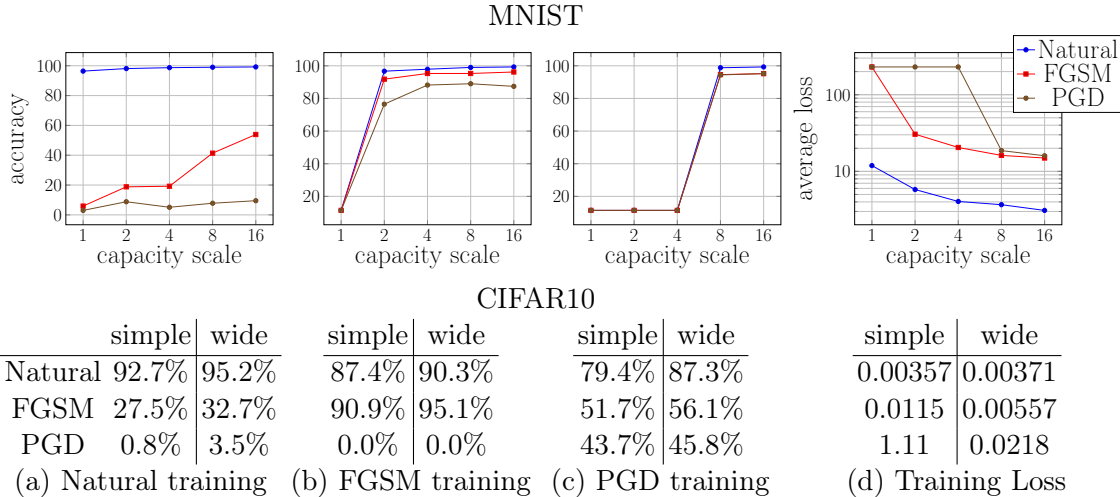 MNIST
Natural
FGSM
PGD
accuracy
100
80
60
40
20
0
1 2 4 8 16
capacity scale
100
80
60
40
20
1 2 4 8 16
capacity scale
100
80
60
40
20
1 2 4 8 16
capacity scale
average loss
100
10
1 2 4 8 16
capacity scale
CIFAR10
simple wide simple wide simple wide simple wide
Natural 92.7% 95.2% 87.4% 90.3% 79.4% 87.3% 0.00357 0.00371
FGSM 27.5% 32.7% 90.9% 95.1% 51.7% 56.1% 0.0115 0.00557
PGD 0.8% 3.5% 0.0% 0.0% 43.7% 45.8% 1.11 0.0218
(a) Natural training (b) FGSM training (c) PGD training (d) Training Loss